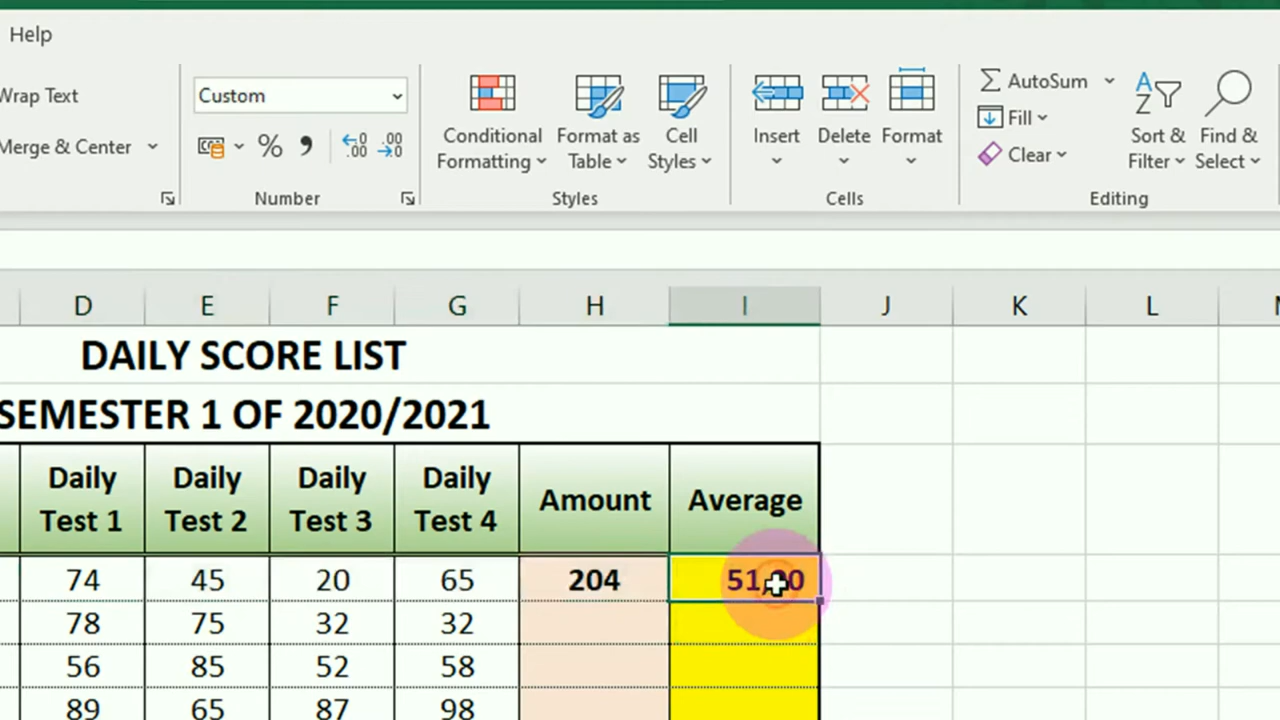 Help
Wrap Text
Custom
Merge & Center
%
,
.00
.00
Conditional Formatting
Format as Table
Cell Styles
Insert
Delete
Format
AutoSum
Fill
Clear
Sort & Filter
Find & Select
Number
Styles
Cells
Editing
D E F G H I J K L
DAILY SCORE LIST
SEMESTER 1 OF 2020/2021
Daily Test 1 Daily Test 2 Daily Test 3 Daily Test 4 Amount Average
74 45 20 65 204
78 75 32 32
56 85 52 58
89 65 87 98